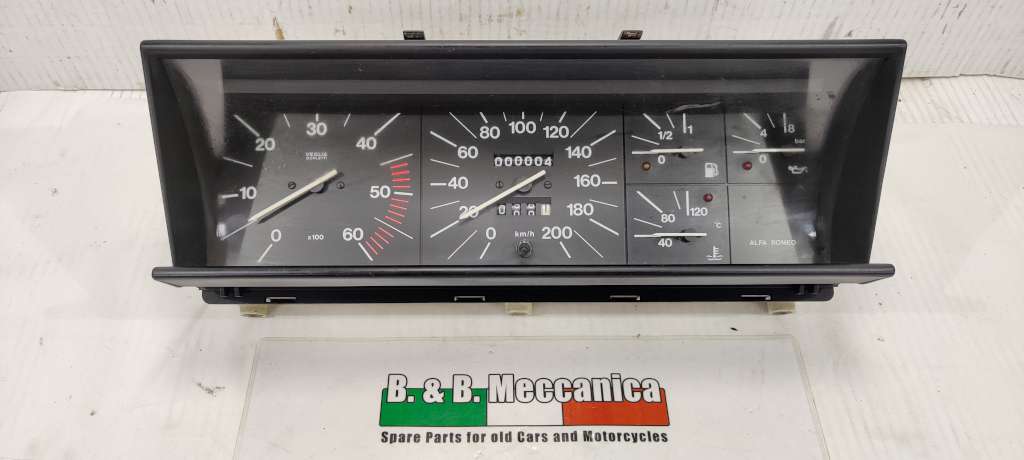 0 10 20 30 40 50 60
VEGLIA
BORLETTI
x100
0 20 40 60 80 100 120 140 160 180 200
000004
km/h
0 1/2 1
0 4 8
bar
40 80 120
°C
ALFA ROMEO
B. & B. Meccanica
Spare Parts for old Cars and Motorcycles